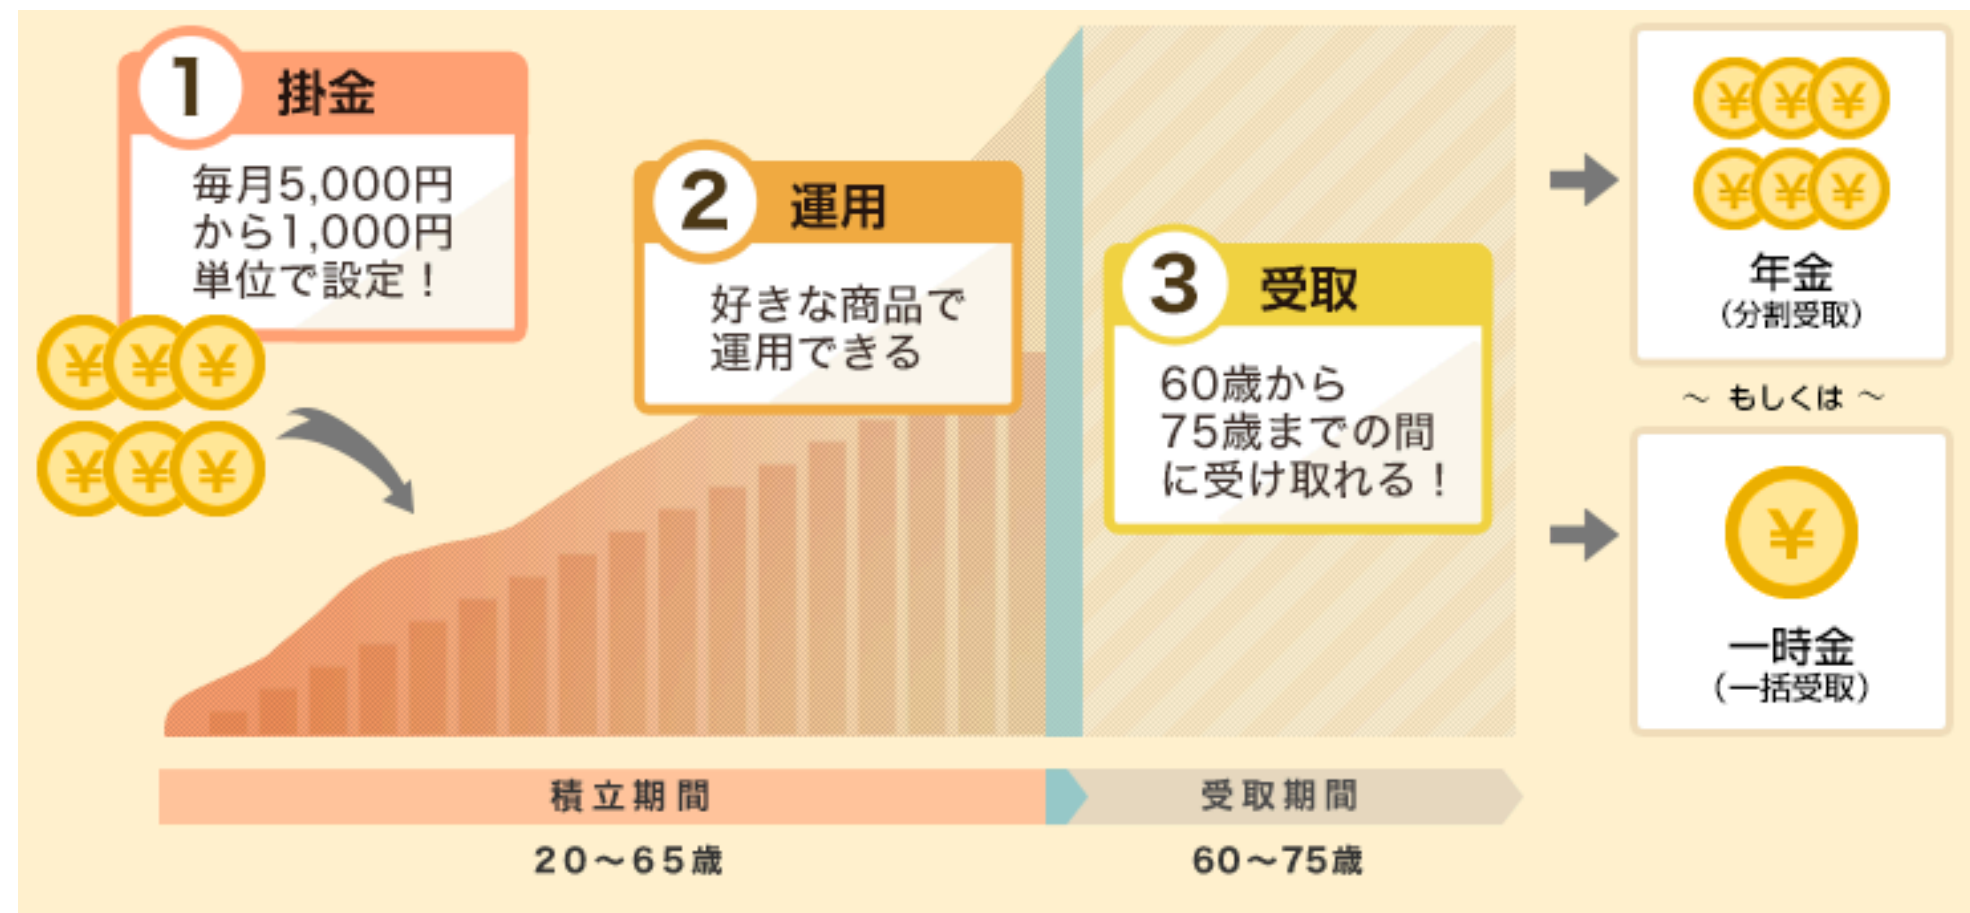 1 掛金
毎月5,000円
から1,000円
単位で設定！
¥ ¥ ¥
¥ ¥ ¥
2 運用
好きな商品で
運用できる
3 受取
60歳から
75歳までの間
に受け取れる！
¥ ¥ ¥
¥ ¥ ¥
年金
（分割受取）
～ もしくは ～
¥
一時金
（一括受取）
積立期間
受取期間
20～65歳
60～75歳